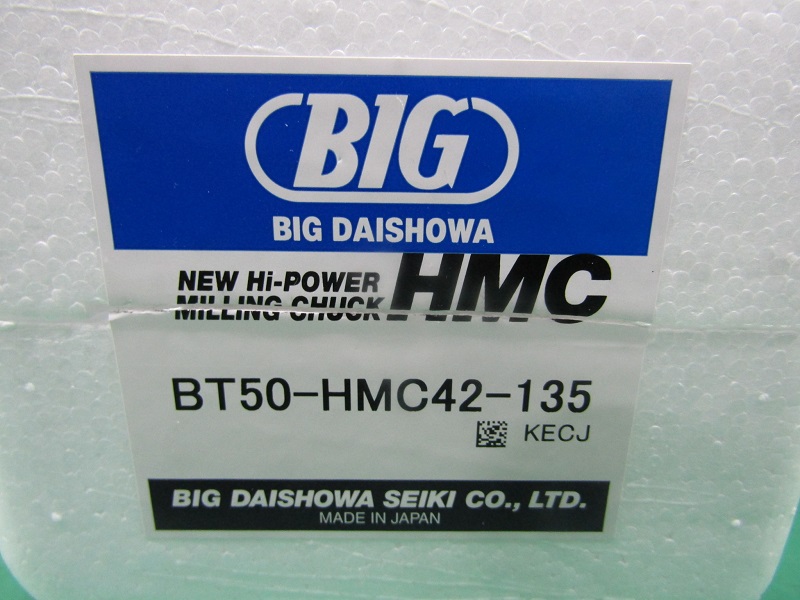 BIG
BIG DAISHOWA
NEW Hi-POWER
MILLING CHUCK
HMC
BT50-HMC42-135
KECJ
BIG DAISHOWA SEIKI CO., LTD.
MADE IN JAPAN